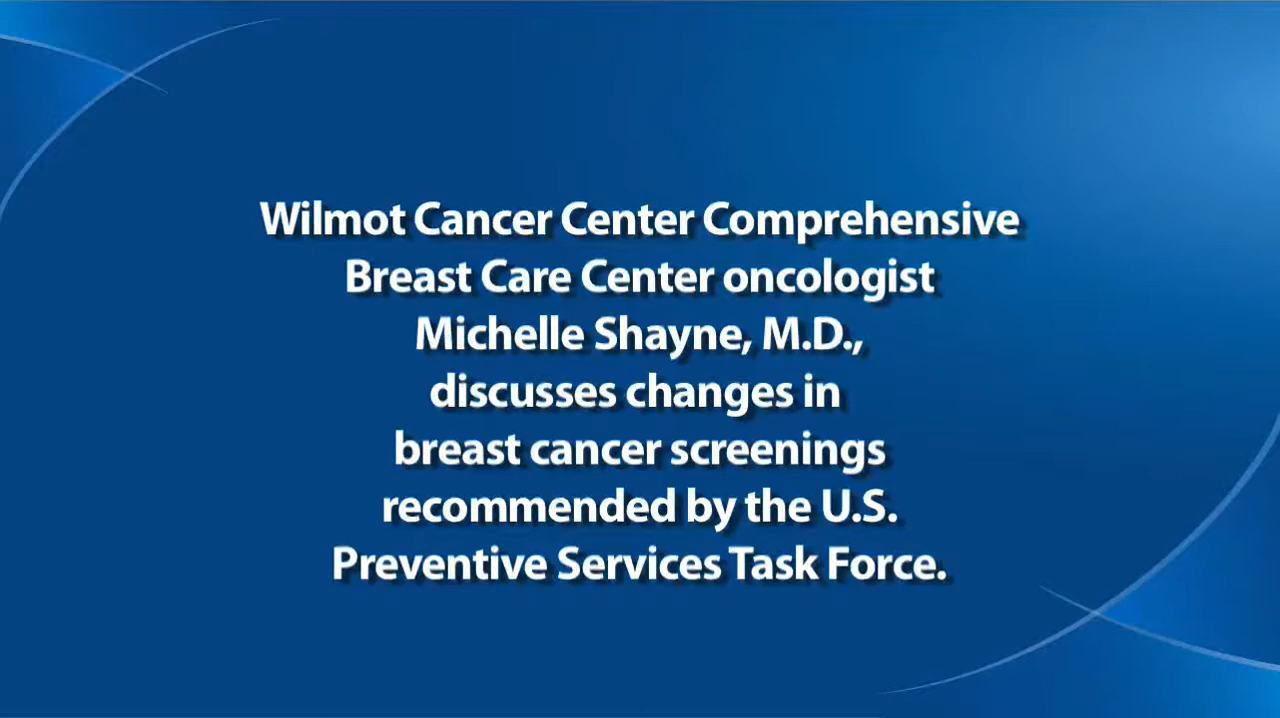 Wilmot Cancer Center Comprehensive
Breast Care Center oncologist
Michelle Shayne, M.D.,
discusses changes in
breast cancer screenings
recommended by the U.S.
Preventive Services Task Force.